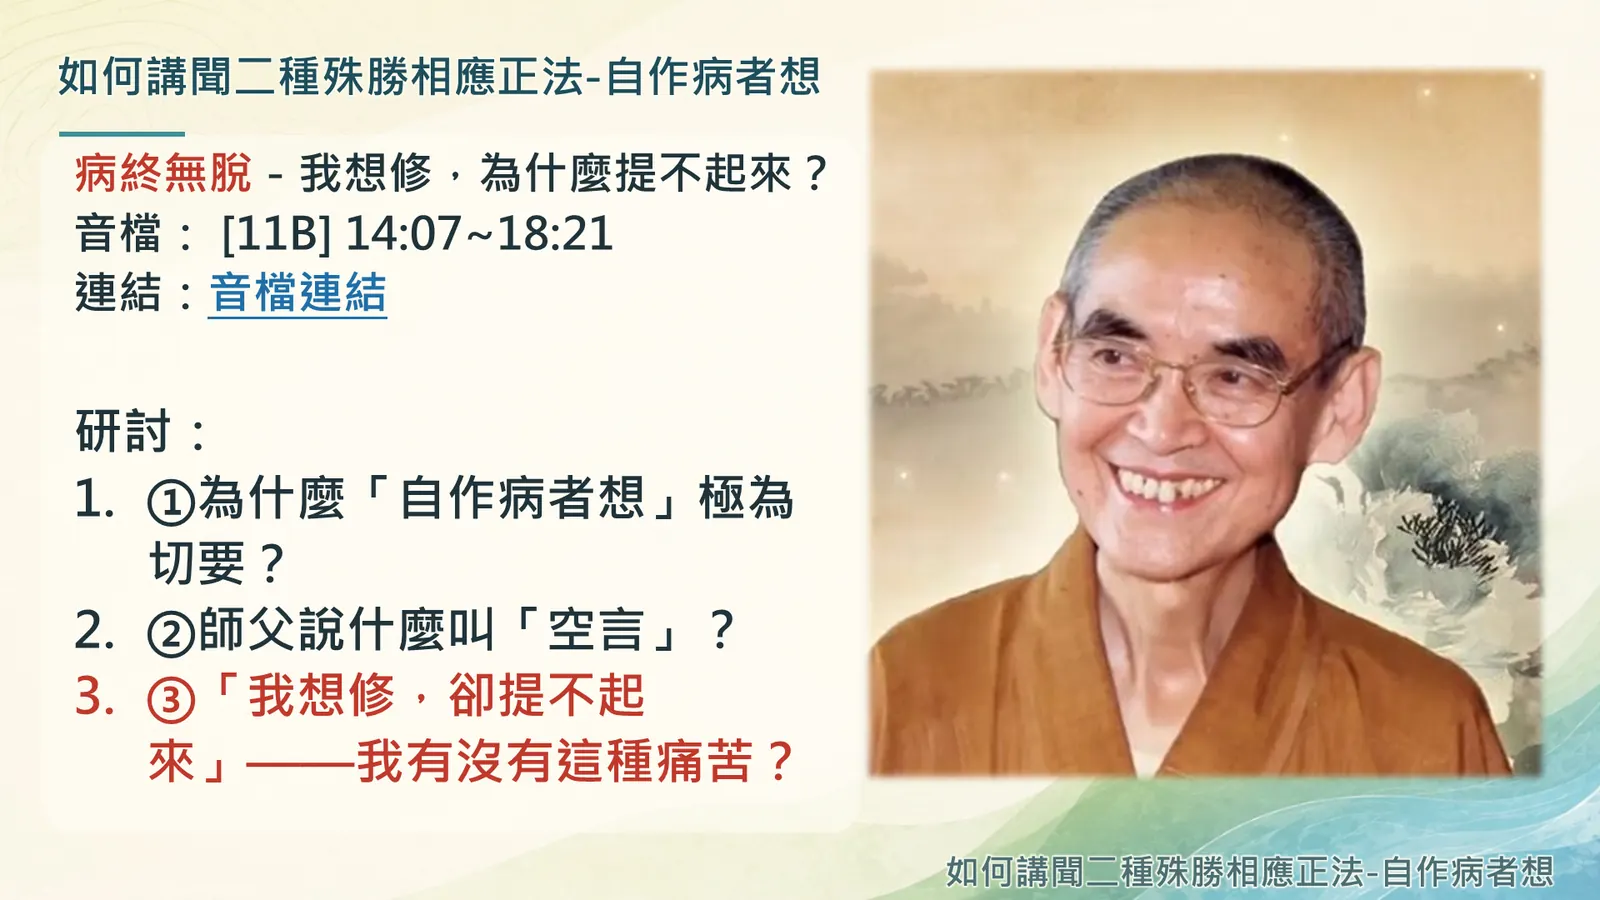 如何講聞二種殊勝相應正法-自作病者想
病終無脫 - 我想修，為什麼提不起來？
音檔： [11B] 14:07~18:21
連結：音檔連結
研討：
1. ①為什麼「自作病者想」極為
切要？
2. ②師父說什麼叫「空言」？
3. ③「我想修，卻提不起
來」——我有沒有這種痛苦？
如何講聞二種殊勝相應正法-自作病者想